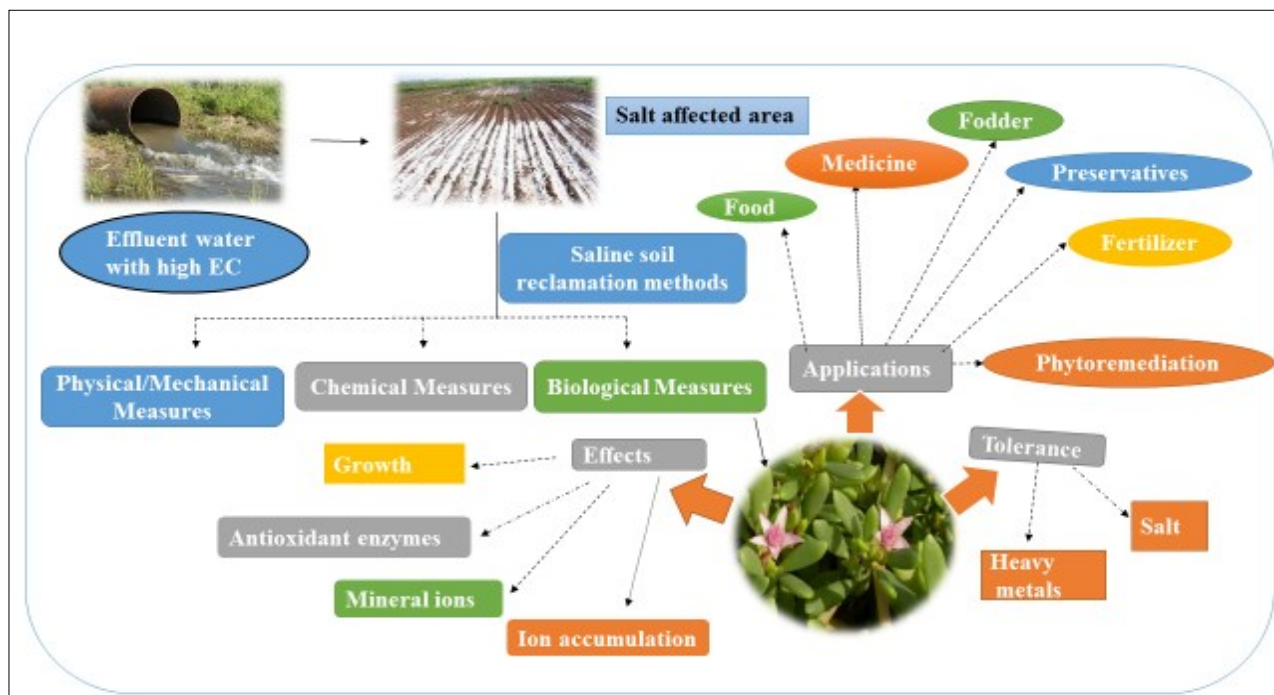 Salt affected area
Effluent water
with high EC
Saline soil
reclamation methods
Physical/Mechanical
Measures
Chemical Measures
Biological Measures
Food
Medicine
Fodder
Preservatives
Fertilizer
Applications
Phytoremediation
Effects
Growth
Antioxidant enzymes
Mineral ions
Ion accumulation
Tolerance
Heavy
metals
Salt